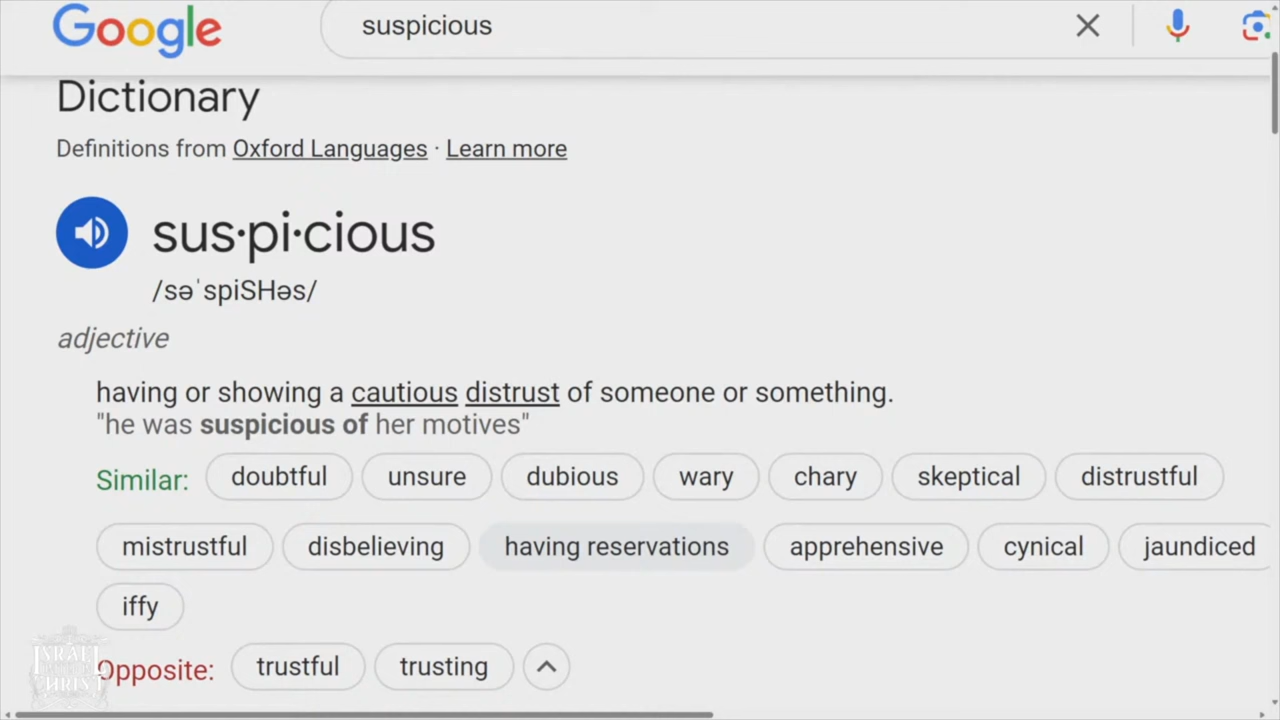 Google
suspicious
Dictionary
Definitions from Oxford Languages · Learn more
sus·pi·cious
/səˈspiSHəs/
adjective
having or showing a cautious distrust of someone or something.
"he was suspicious of her motives"
Similar: doubtful unsure dubious wary chary skeptical distrustful
mistrustful disbelieving having reservations apprehensive cynical jaundiced
iffy
Opposite: trustful trusting
ISRAEL
CHRIST